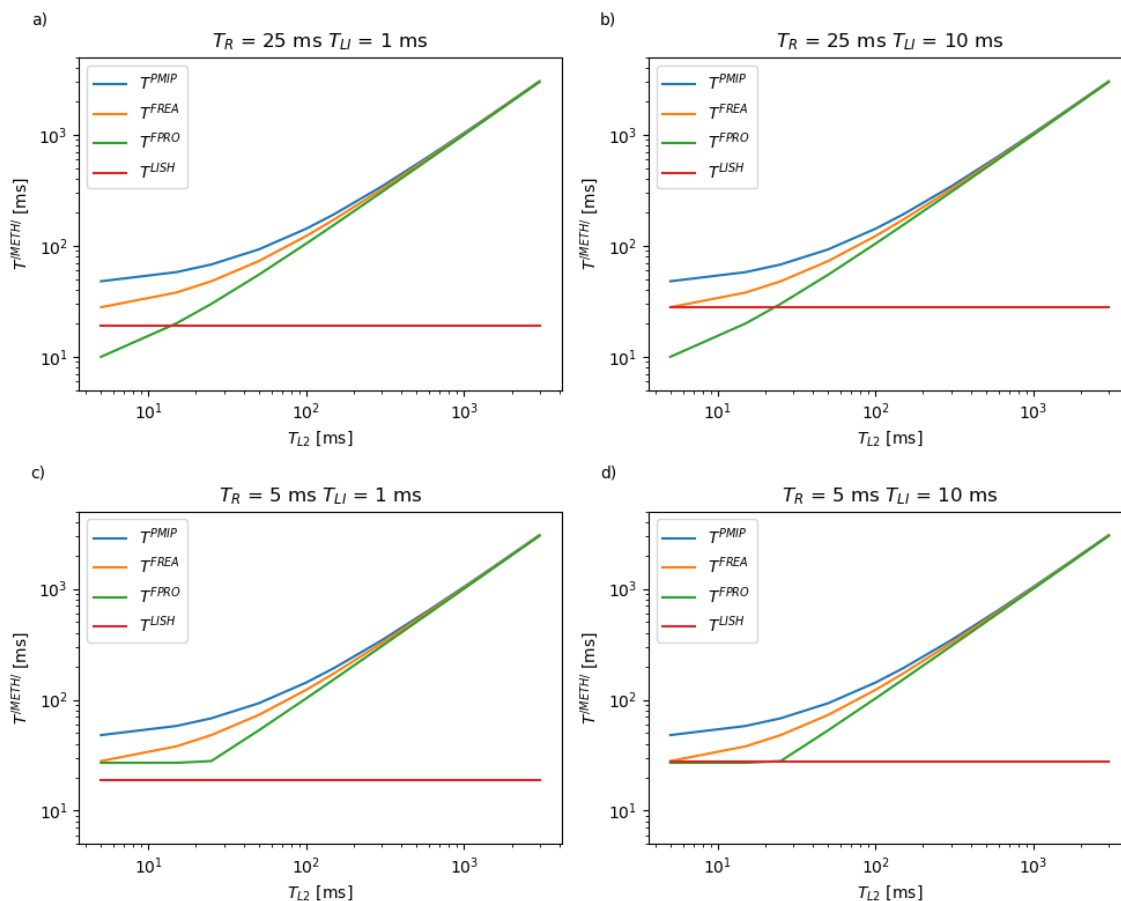 a)
T_R = 25 ms T_LI = 1 ms
T^PMIP
T^FREA
T^FPRO
T^LISH
T^/METH/ [ms]
10^3
10^2
10^1
10^1 10^2 10^3
T_L2 [ms]
b)
T_R = 25 ms T_LI = 10 ms
T^PMIP
T^FREA
T^FPRO
T^LISH
T^/METH/ [ms]
10^3
10^2
10^1
10^1 10^2 10^3
T_L2 [ms]
c)
T_R = 5 ms T_LI = 1 ms
T^PMIP
T^FREA
T^FPRO
T^LISH
T^/METH/ [ms]
10^3
10^2
10^1
10^1 10^2 10^3
T_L2 [ms]
d)
T_R = 5 ms T_LI = 10 ms
T^PMIP
T^FREA
T^FPRO
T^LISH
T^/METH/ [ms]
10^3
10^2
10^1
10^1 10^2 10^3
T_L2 [ms]